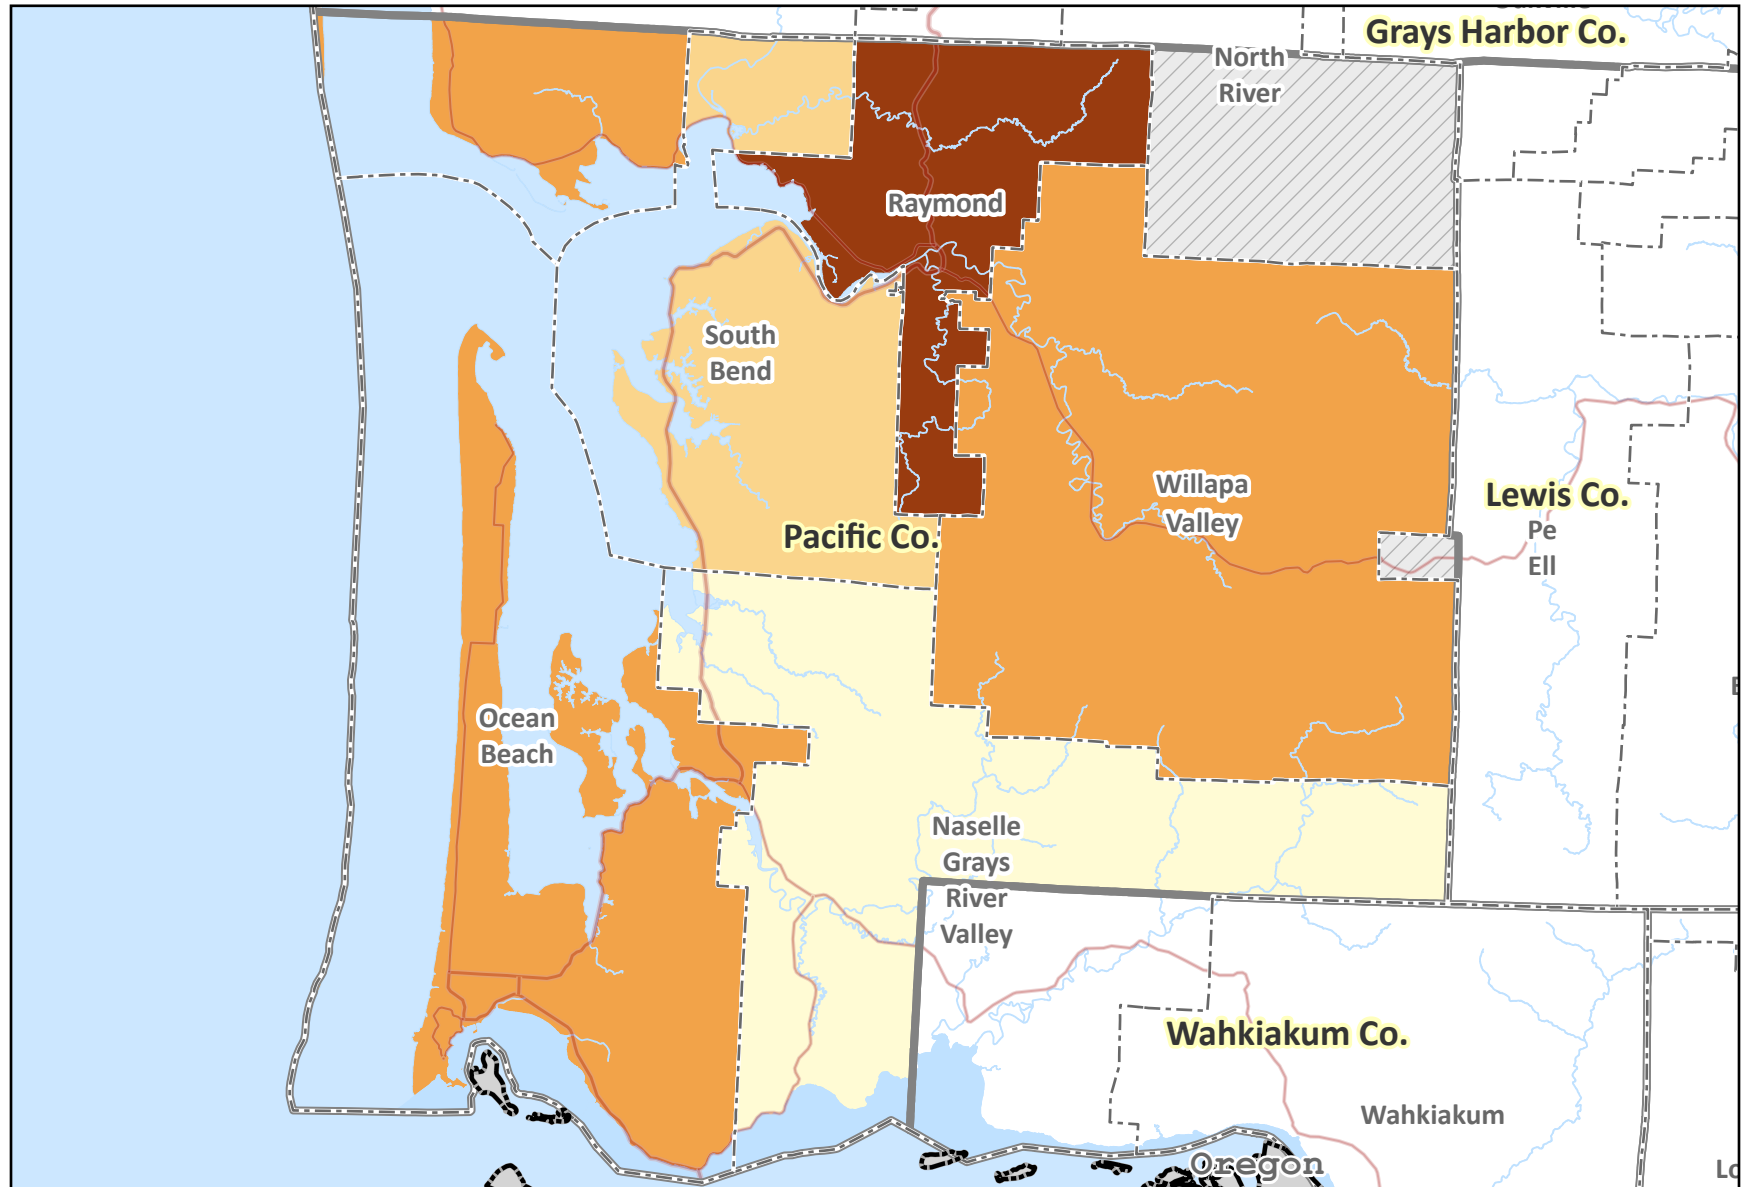 Grays Harbor Co.
North
River
Raymond
South
Bend
Willapa
Valley
Lewis Co.
Pe
Ell
Pacific Co.
Ocean
Beach
Naselle
Grays
River
Valley
Wahkiakum Co.
Wahkiakum
Oregon